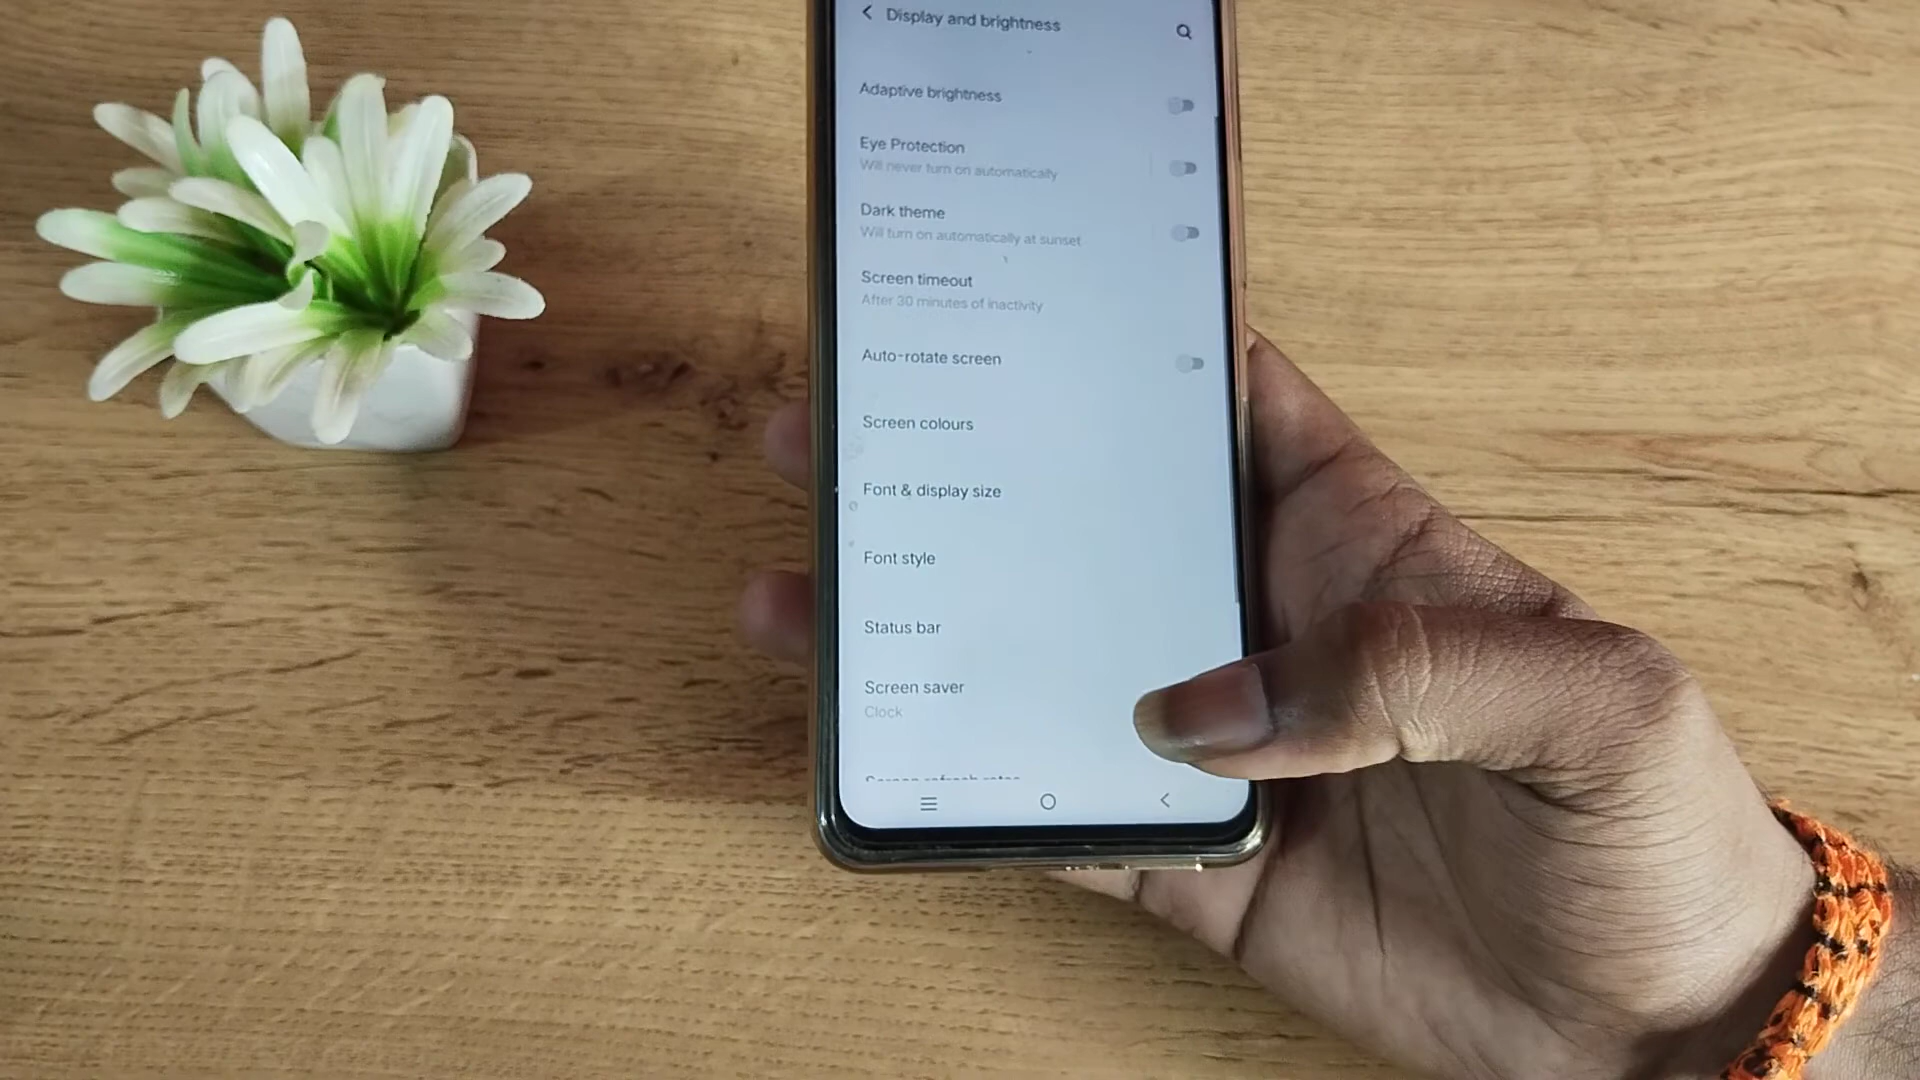 Display and brightness
Adaptive brightness
Eye Protection
Will never turn on automatically
Dark theme
Will turn on automatically at sunset
Screen timeout
After 30 minutes of inactivity
Auto-rotate screen
Screen colours
Font & display size
Font style
Status bar
Screen saver
Clock